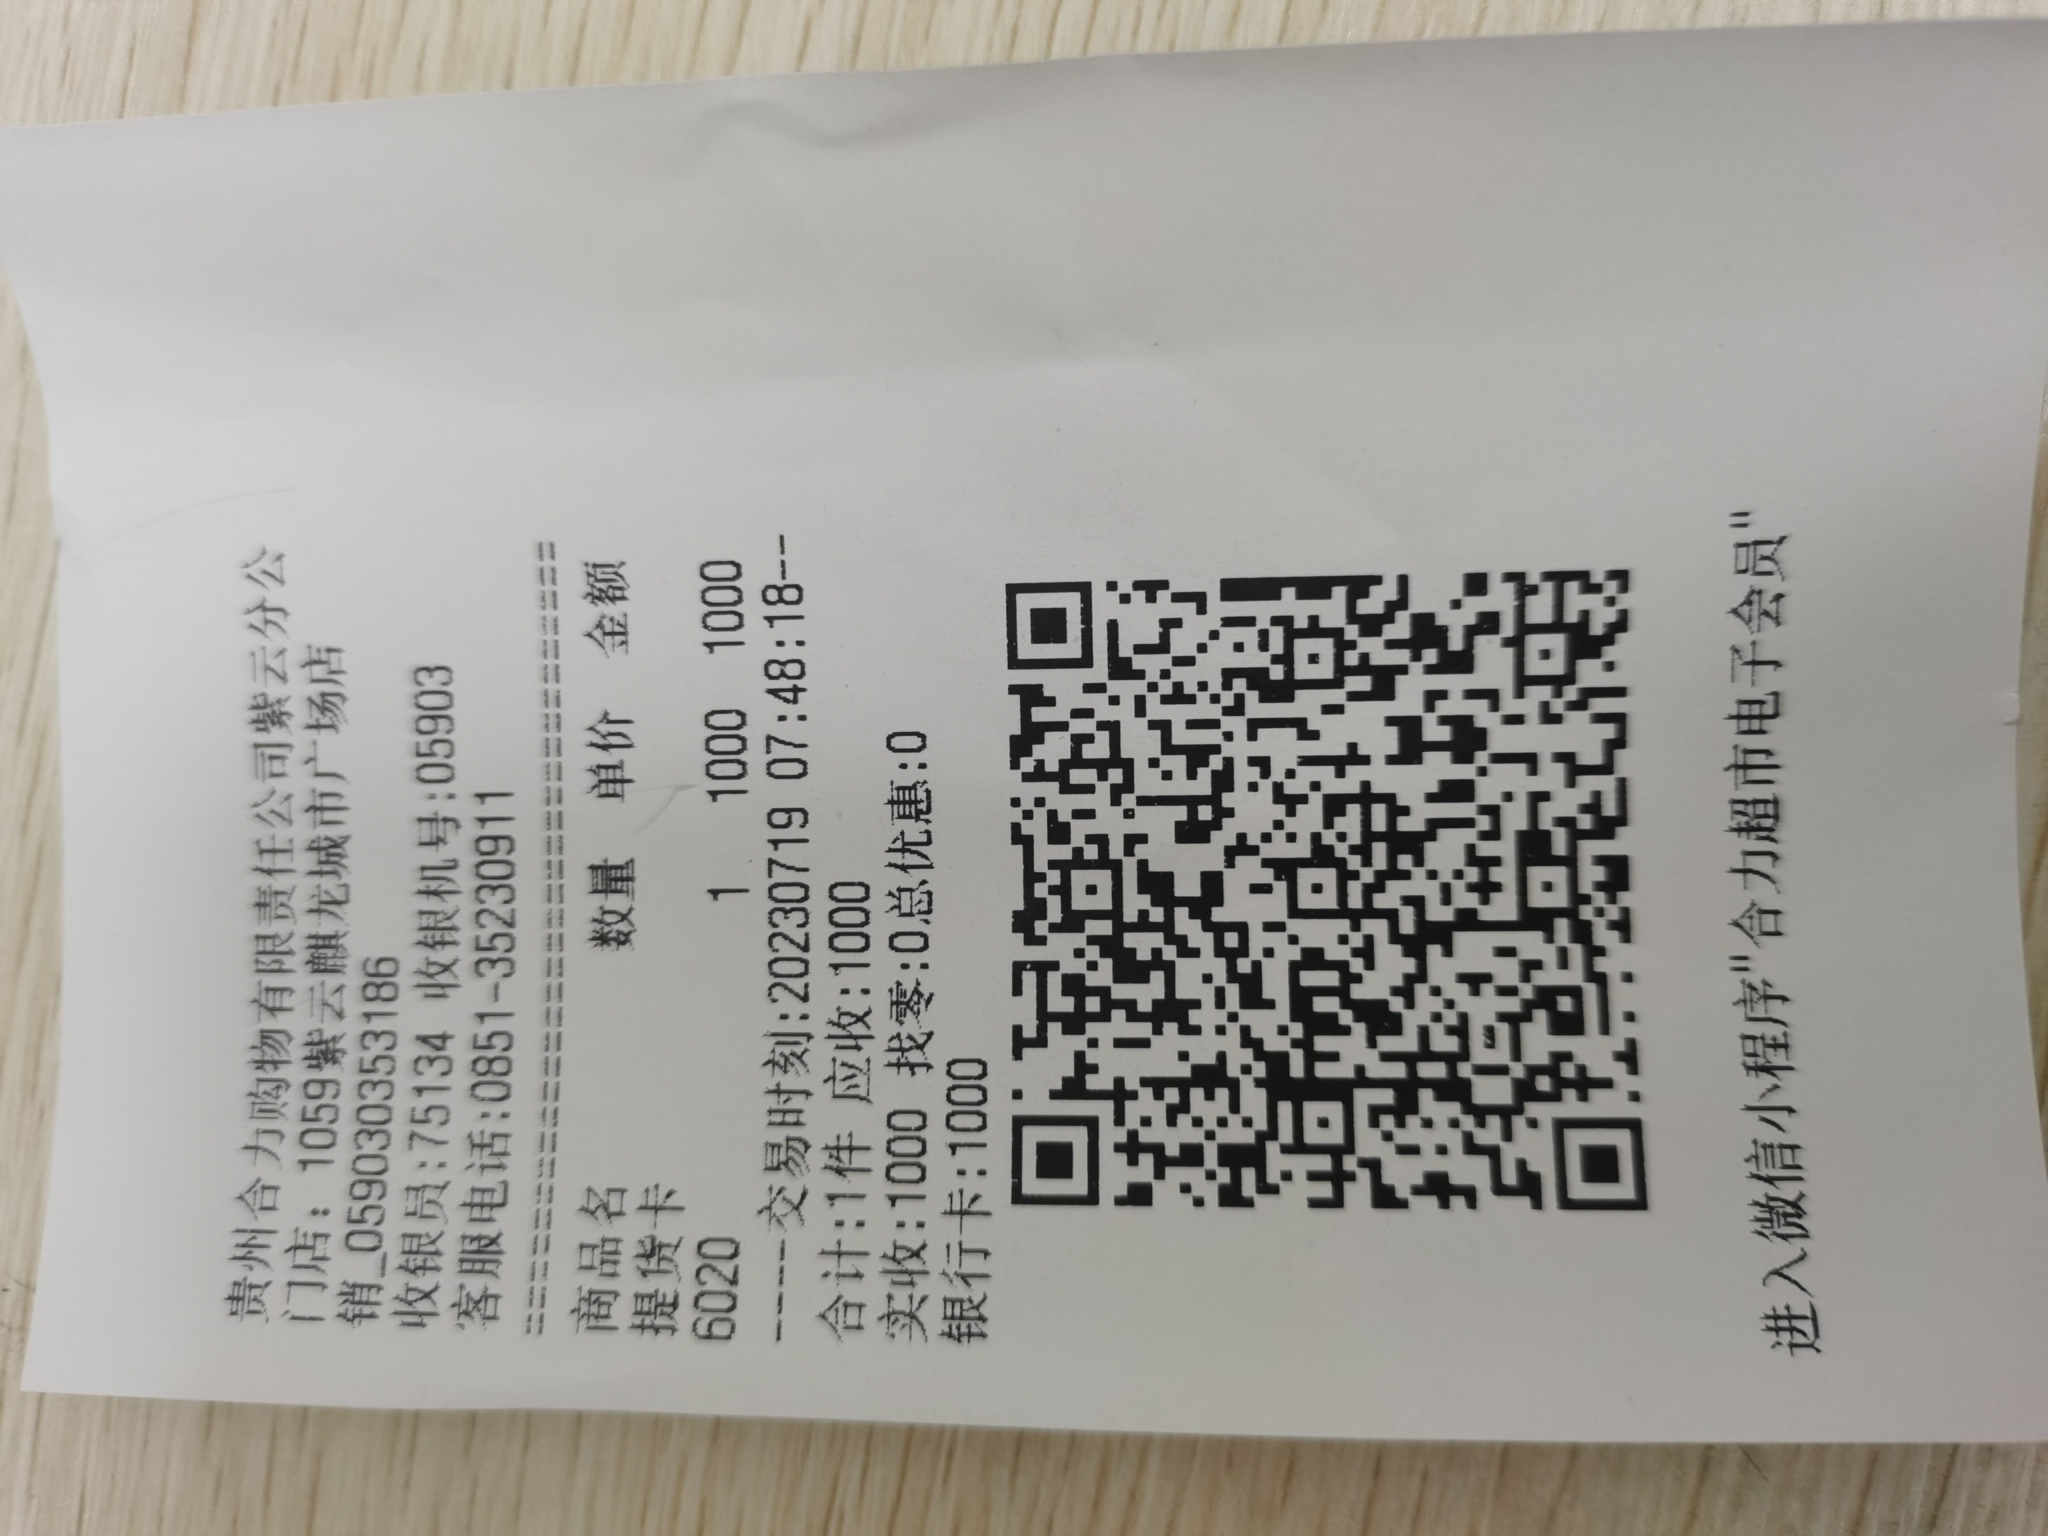 贵州合力购物有限责任公司紫云分公
门店: 1059紫云麒龙城市广场店
销_05903035 3186
收银员:75134 收银机号:05903
客服电话:0851-35230911
==================================
商品名 数量 单价 金额
提货卡
6020 1 1000 1000
-----交易时刻:20230719 07:48:18--
合计:1件 应收:1000
实收:1000 找零:0总优惠:0
银行卡:1000
进入微信小程序"合力超市电子会员"